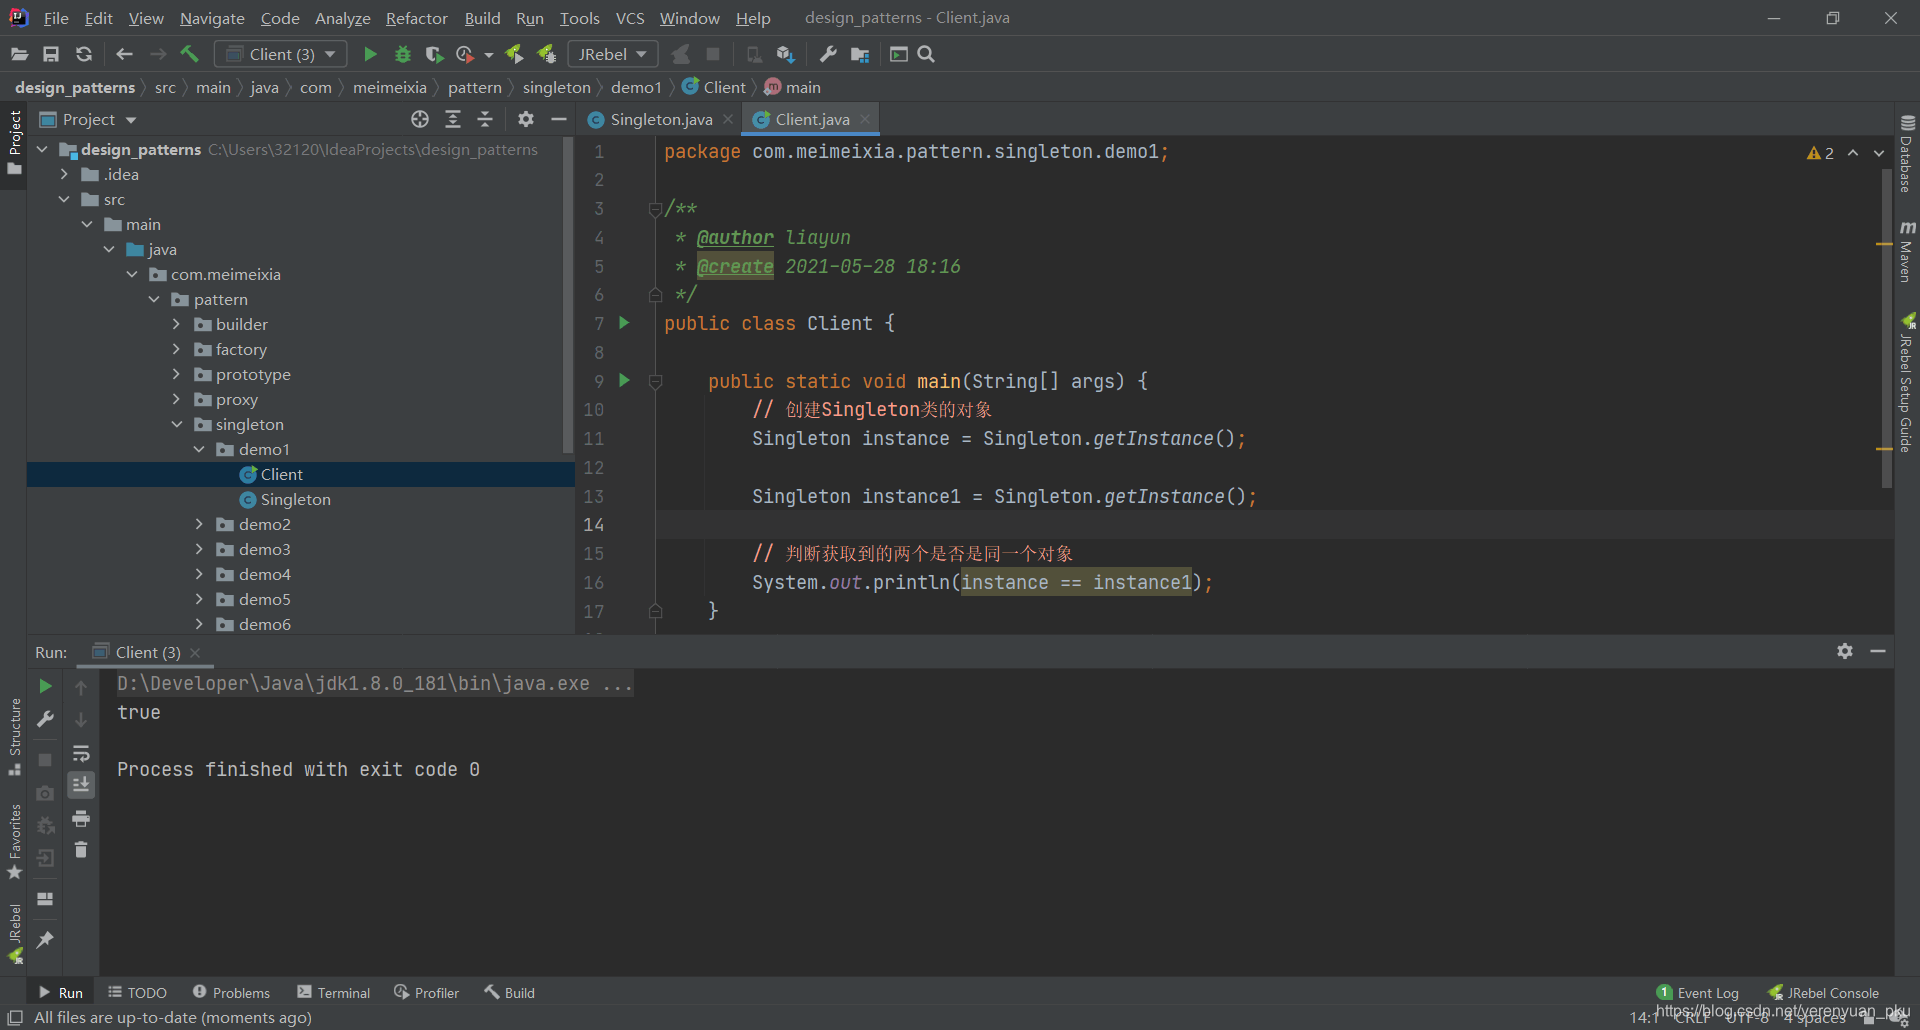 File Edit View Navigate Code Analyze Refactor Build Run Tools VCS Window Help design_patterns - Client.java
Client (3) JRebel
design_patterns src main java com meimeixia pattern singleton demo1 Client main
Project
Project
Singleton.java
Client.java
design_patterns C:\Users\32120\IdeaProjects\design_patterns
.idea
src
main
java
com.meimeixia
pattern
builder
factory
prototype
proxy
singleton
demo1
Client
Singleton
demo2
demo3
demo4
demo5
demo6
2
1 package com.meimeixia.pattern.singleton.demo1;
2
3 /**
4 * @author liayun
5 * @create 2021-05-28 18:16
6 */
7 public class Client {
8
9 public static void main(String[] args) {
10 // 创建Singleton类的对象
11 Singleton instance = Singleton.getInstance();
12
13 Singleton instance1 = Singleton.getInstance();
14
15 // 判断获取到的两个是否是同一个对象
16 System.out.println(instance == instance1);
17 }
Database
m Maven
JRebel Setup Guide
Run: Client (3)
D:\Developer\Java\jdk1.8.0_181\bin\java.exe ...
true
Process finished with exit code 0
Structure
Favorites
JRebel
Run TODO Problems Terminal Profiler Build
1 Event Log JRebel Console
All files are up-to-date (moments ago)
14:1 CRLF UTF-8 4 spaces
https://blog.csdn.net/yerenyuan_pku